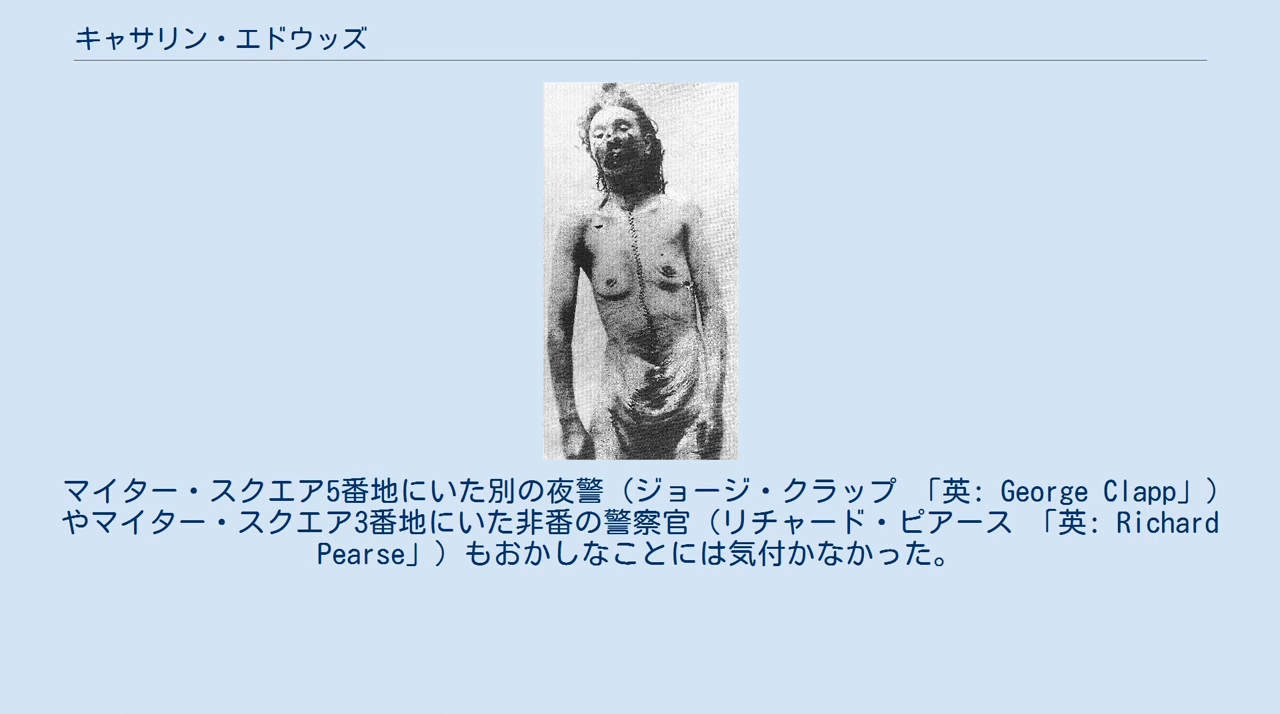 キャサリン・エドウッズ
マイター・スクエア5番地にいた別の夜警（ジョージ・クラップ 「英: George Clapp」）
やマイター・スクエア3番地にいた非番の警察官（リチャード・ピアース 「英: Richard
Pearse」）もおかしなことには気付かなかった。